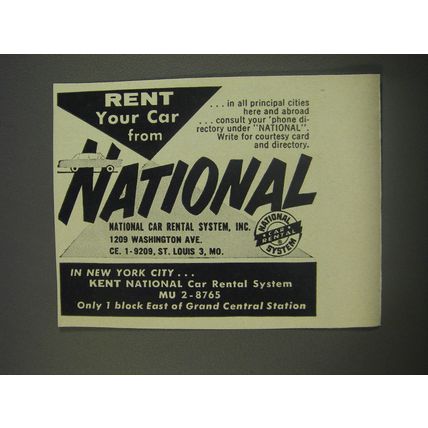 RENT
Your Car
from
. . . in all principal cities
here and abroad
. . . consult your 'phone di-
rectory under "NATIONAL".
Write for courtesy card
and directory.
NATIONAL
NATIONAL CAR RENTAL SYSTEM, INC.
1209 WASHINGTON AVE.
CE. 1-9209, ST. LOUIS 3, MO.
NATIONAL
CAR
RENTAL
SYSTEM
IN NEW YORK CITY . . .
KENT NATIONAL Car Rental System
MU 2-8765
Only 1 block East of Grand Central Station